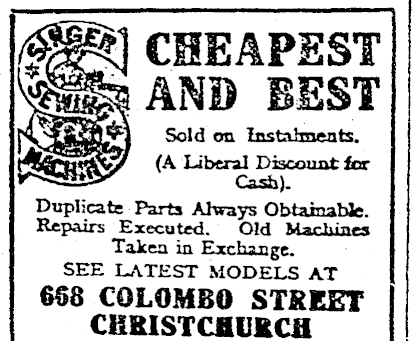 SINGER
SEWING
MACHINES
CHEAPEST
AND BEST
Sold on Instalments.
(A Liberal Discount for
Cash).
Duplicate Parts Always Obtainable.
Repairs Executed. Old Machines
Taken in Exchange.
SEE LATEST MODELS AT
668 COLOMBO STREET
CHRISTCHURCH